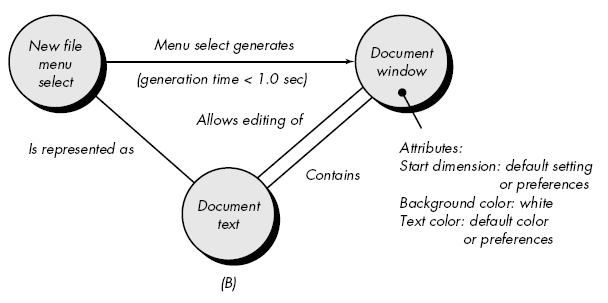 New file
menu
select
Menu select generates
(generation time < 1.0 sec)
Document
window
Allows editing of
Is represented as
Contains
Attributes:
Start dimension: default setting
or preferences
Background color: white
Text color: default color
or preferences
Document
text
(B)